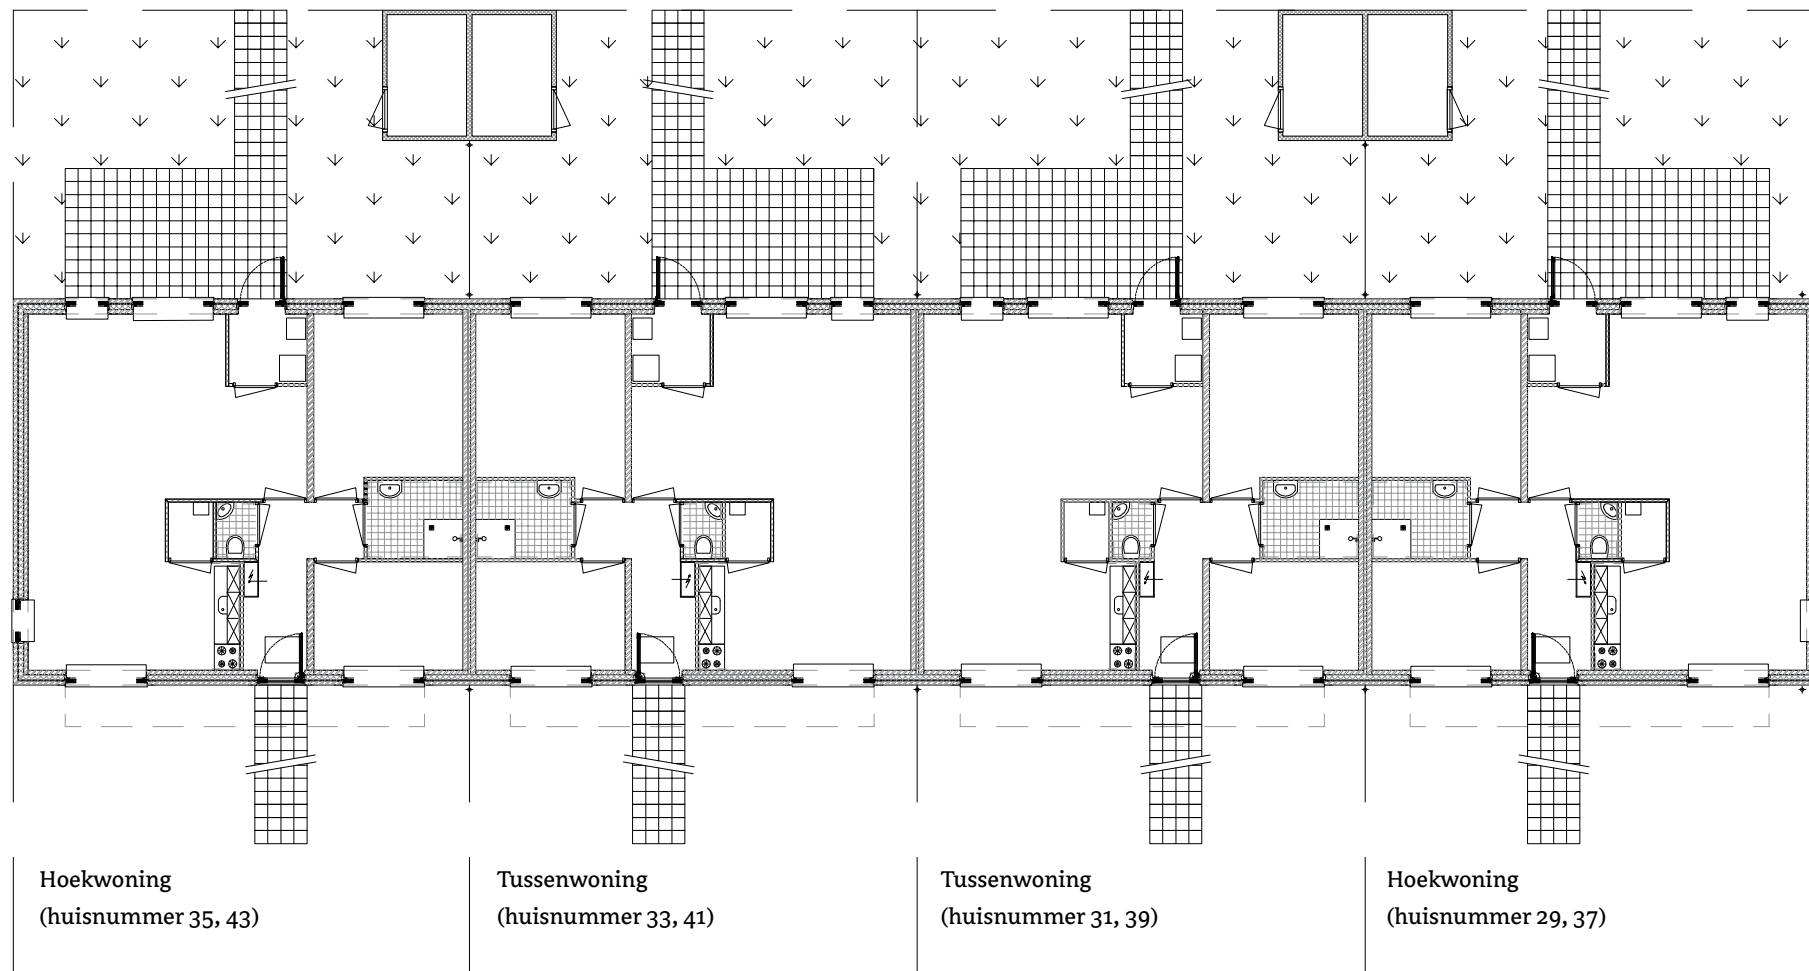 Hoekwoning
(huisnummer 35, 43)
Tussenwoning
(huisnummer 33, 41)
Tussenwoning
(huisnummer 31, 39)
Hoekwoning
(huisnummer 29, 37)